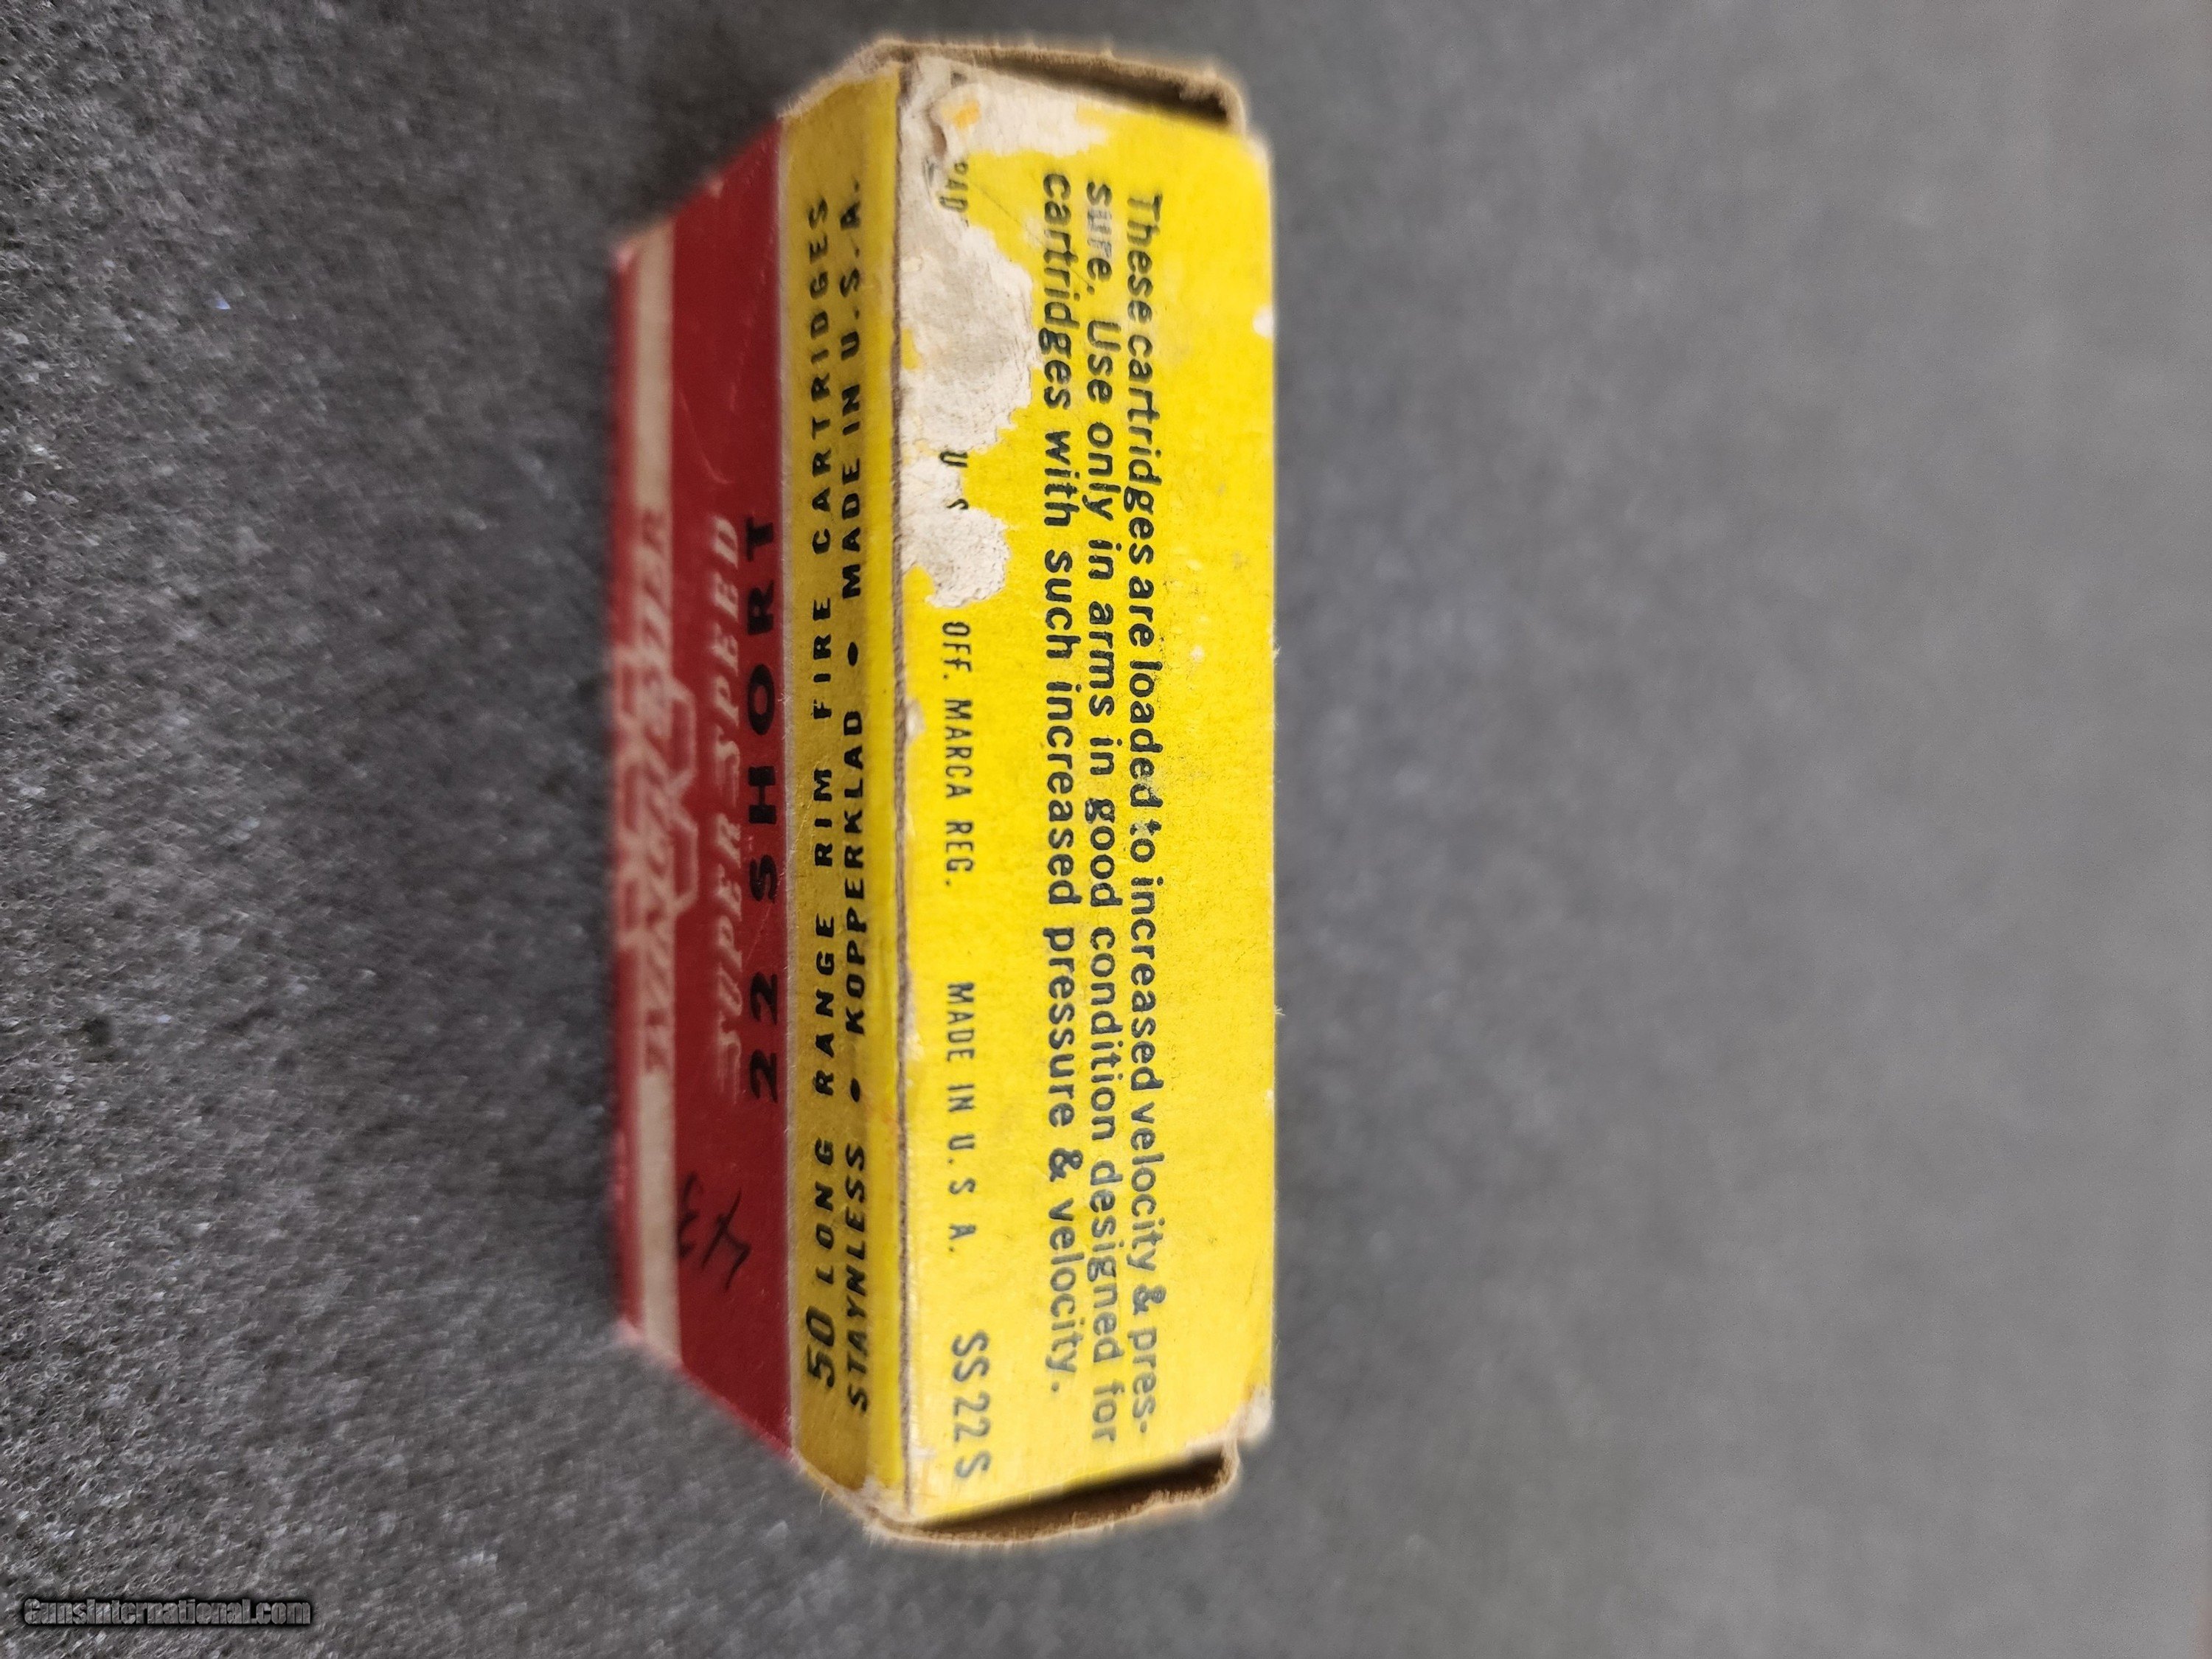 WINCHESTER
SUPER SPEED
22 SHORT
50 LONG RANGE RIM FIRE CARTRIDGES
STAYNLESS • KOPPERKLAD • MADE IN U.S.A.
U S OFF. MARCA REG. MADE IN U.S A. SS22S
These cartridges are loaded to increased velocity & pres-
sure. Use only in arms in good condition designed for
cartridges with such increased pressure & velocity.
GunsInternational.com